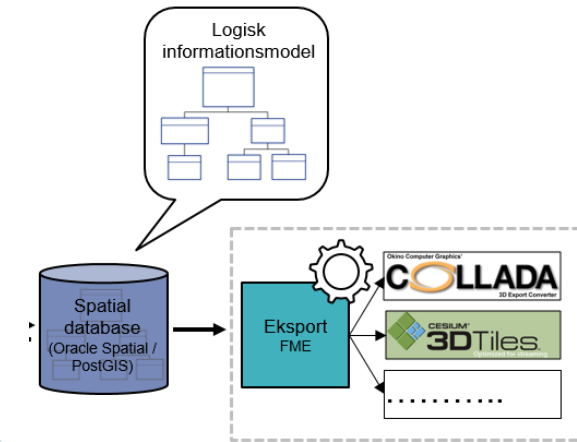 Logisk
informationsmodel
Spatial
database
(Oracle Spatial /
PostGIS)
Eksport
FME
Okino Computer Graphics'
COLLADA
3D Export Converter
CESIUM
3DTiles
Optimized for streaming
...........